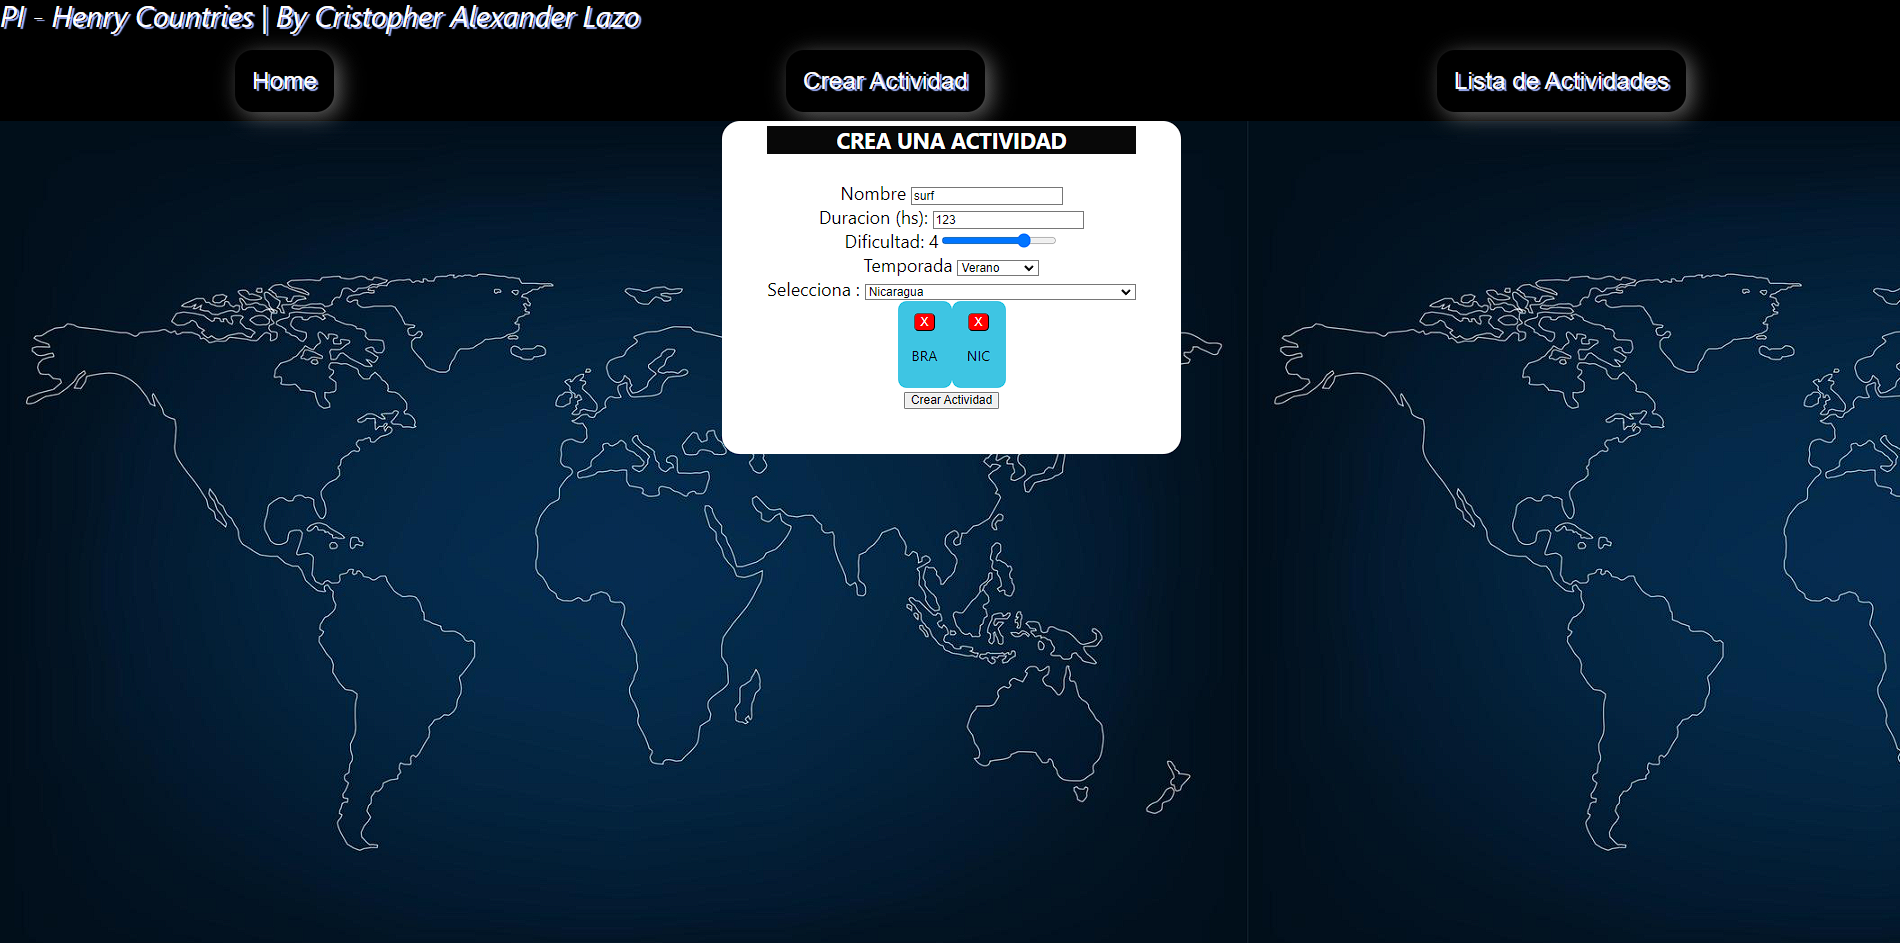 PI - Henry Countries | By Cristopher Alexander Lazo
Home
Crear Actividad
Lista de Actividades
CREA UNA ACTIVIDAD
Nombre surf
Duracion (hs): 123
Dificultad: 4
Temporada Verano
Selecciona : Nicaragua
X X
BRA NIC
Crear Actividad